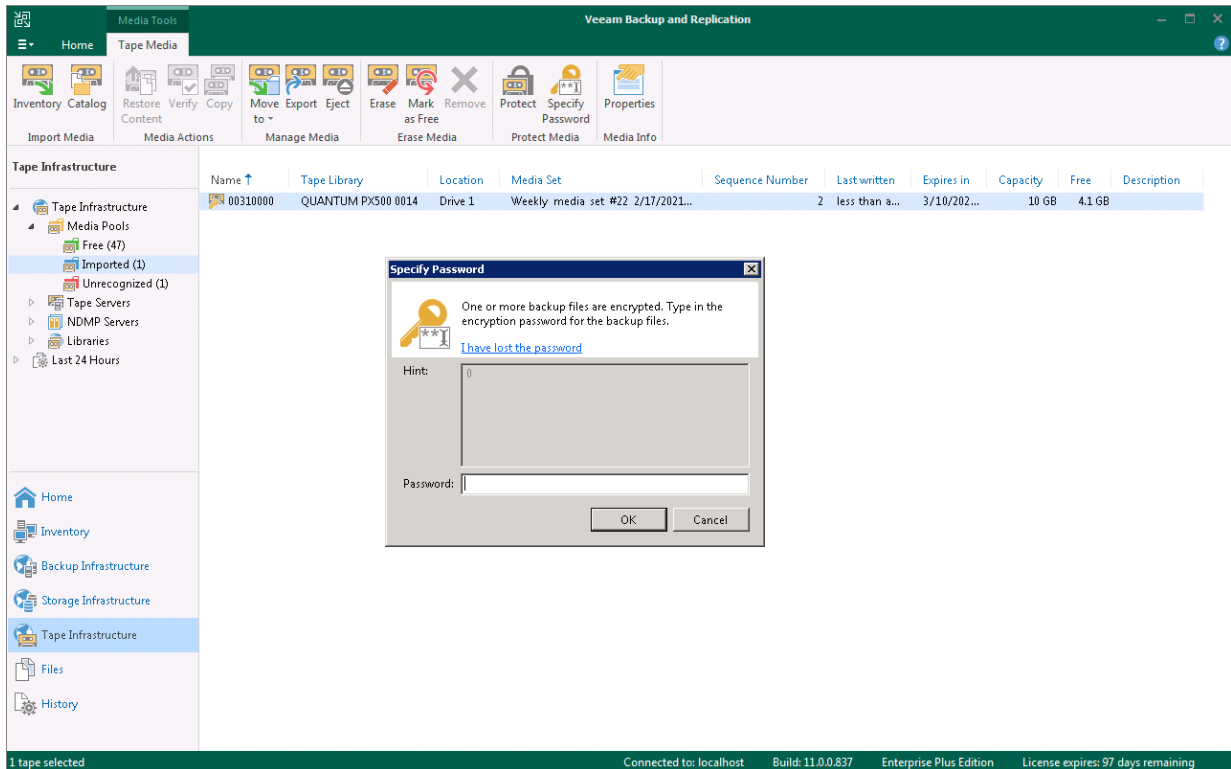 Media Tools
Veeam Backup and Replication
Home
Tape Media
Inventory
Catalog
Restore Content
Verify
Copy
Move to
Export
Eject
Erase
Mark as Free
Remove
Protect
Specify Password
Properties
Import Media
Media Actions
Manage Media
Erase Media
Protect Media
Media Info
Tape Infrastructure
Tape Infrastructure
Media Pools
Free (47)
Imported (1)
Unrecognized (1)
Tape Servers
NDMP Servers
Libraries
Last 24 Hours
Name Tape Library Location Media Set Sequence Number Last written Expires in Capacity Free Description
00310000 QUANTUM PX500 0014 Drive 1 Weekly media set #22 2/17/2021... 2 less than a... 3/10/202... 10 GB 4.1 GB
Specify Password
One or more backup files are encrypted. Type in the
encryption password for the backup files.
I have lost the password
Hint:
0
Password:
OK
Cancel
Home
Inventory
Backup Infrastructure
Storage Infrastructure
Tape Infrastructure
Files
History
1 tape selected
Connected to: localhost
Build: 11.0.0.837
Enterprise Plus Edition
License expires: 97 days remaining